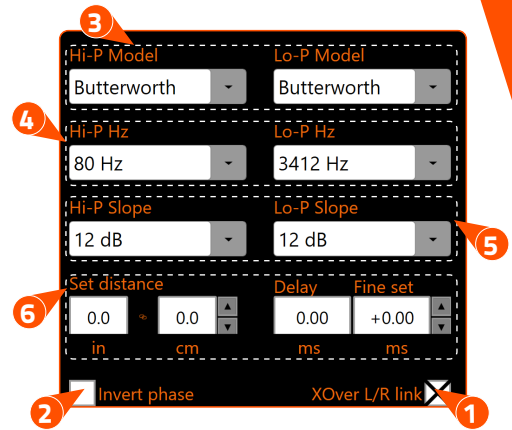 3
Hi-P Model Lo-P Model
Butterworth Butterworth
4
Hi-P Hz Lo-P Hz
80 Hz 3412 Hz
Hi-P Slope Lo-P Slope
12 dB 12 dB
5
Set distance Delay Fine set
6
0.0 0.0 0.00 +0.00
in cm ms ms
2 Invert phase XOver L/R link 1